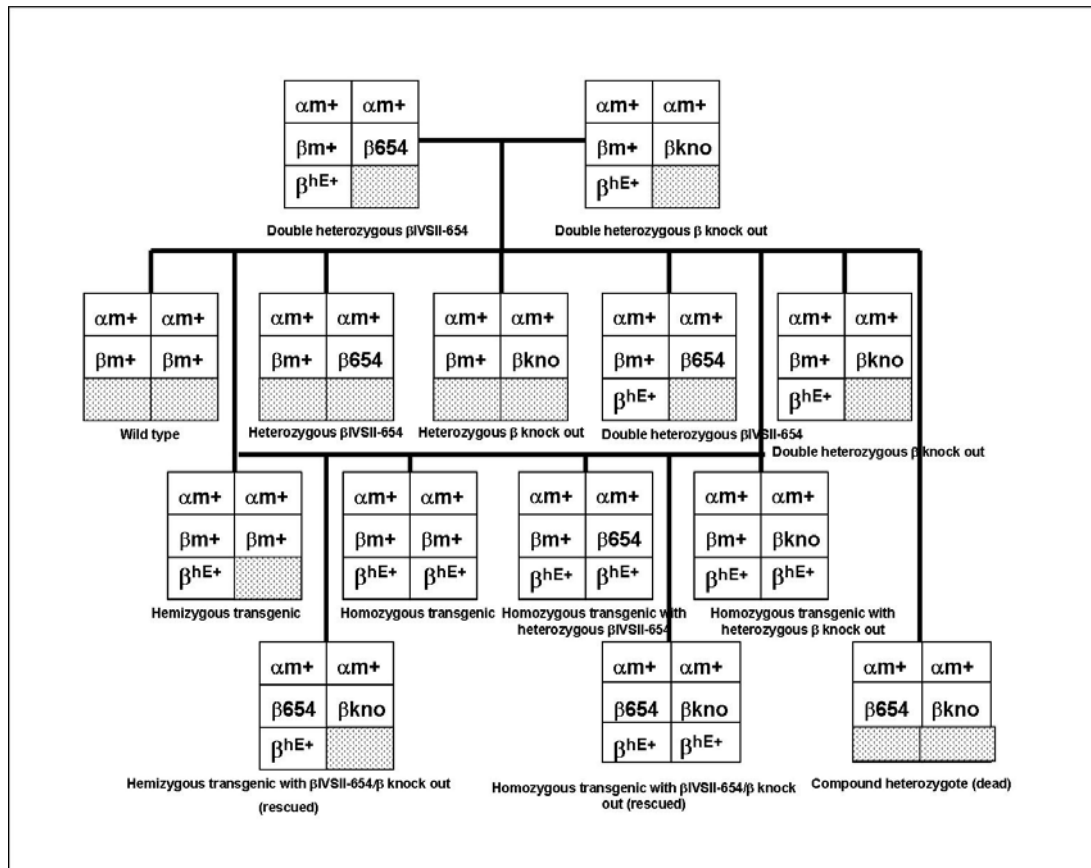 αm+ αm+ αm+ αm+
βm+ β654 βm+ βkno
βhE+ βhE+
Double heterozygous βIVSII-654 Double heterozygous β knock out
αm+ αm+ αm+ αm+ αm+ αm+ αm+ αm+ αm+ αm+
βm+ βm+ βm+ β654 βm+ βkno βm+ β654 βm+ βkno
βhE+ βhE+
Wild type Heterozygous βIVSII-654 Heterozygous β knock out Double heterozygous βIVSII-654
Double heterozygous β knock out
αm+ αm+ αm+ αm+ αm+ αm+ αm+ αm+
βm+ βm+ βm+ βm+ βm+ β654 βm+ βkno
βhE+ βhE+ βhE+ βhE+ βhE+ βhE+ βhE+
Hemizygous transgenic Homozygous transgenic Homozygous transgenic with Homozygous transgenic with
heterozygous βIVSII-654 heterozygous β knock out
αm+ αm+ αm+ αm+ αm+ αm+
β654 βkno β654 βkno β654 βkno
βhE+ βhE+ βhE+
Hemizygous transgenic with βIVSII-654/β knock out Homozygous transgenic with βIVSII-654/β knock Compound heterozygote (dead)
(rescued) out (rescued)